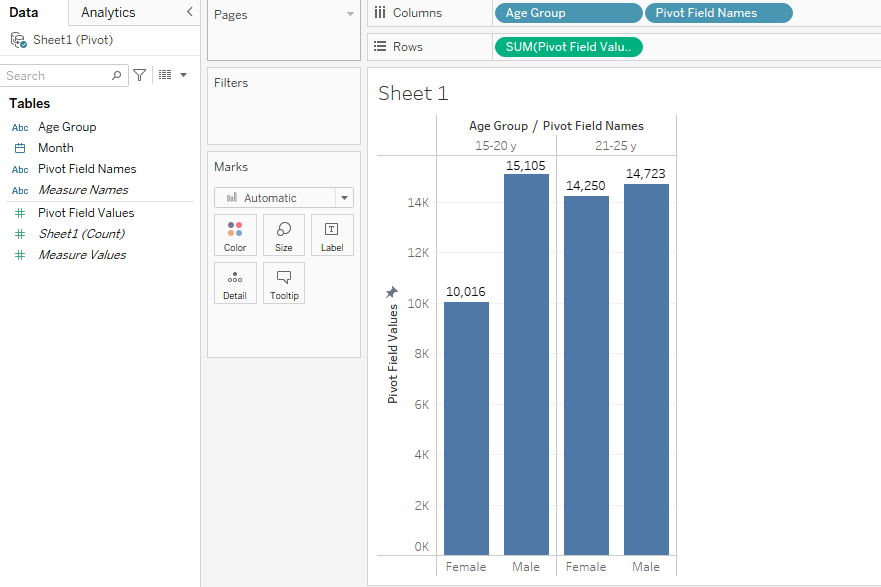 Data
Analytics
Sheet1 (Pivot)
Search
Tables
Abc Age Group
Month
Abc Pivot Field Names
Abc Measure Names
Pivot Field Values
Sheet1 (Count)
Measure Values
Pages
Filters
Marks
Automatic
Color Size Label
Detail Tooltip
Columns Age Group Pivot Field Names
Rows SUM(Pivot Field Valu..
Sheet 1
Age Group / Pivot Field Names
15-20 y 21-25 y
15,105
14,723
14,250
10,016
14K
12K
10K
8K
6K
4K
2K
0K
Pivot Field Values
Female Male Female Male